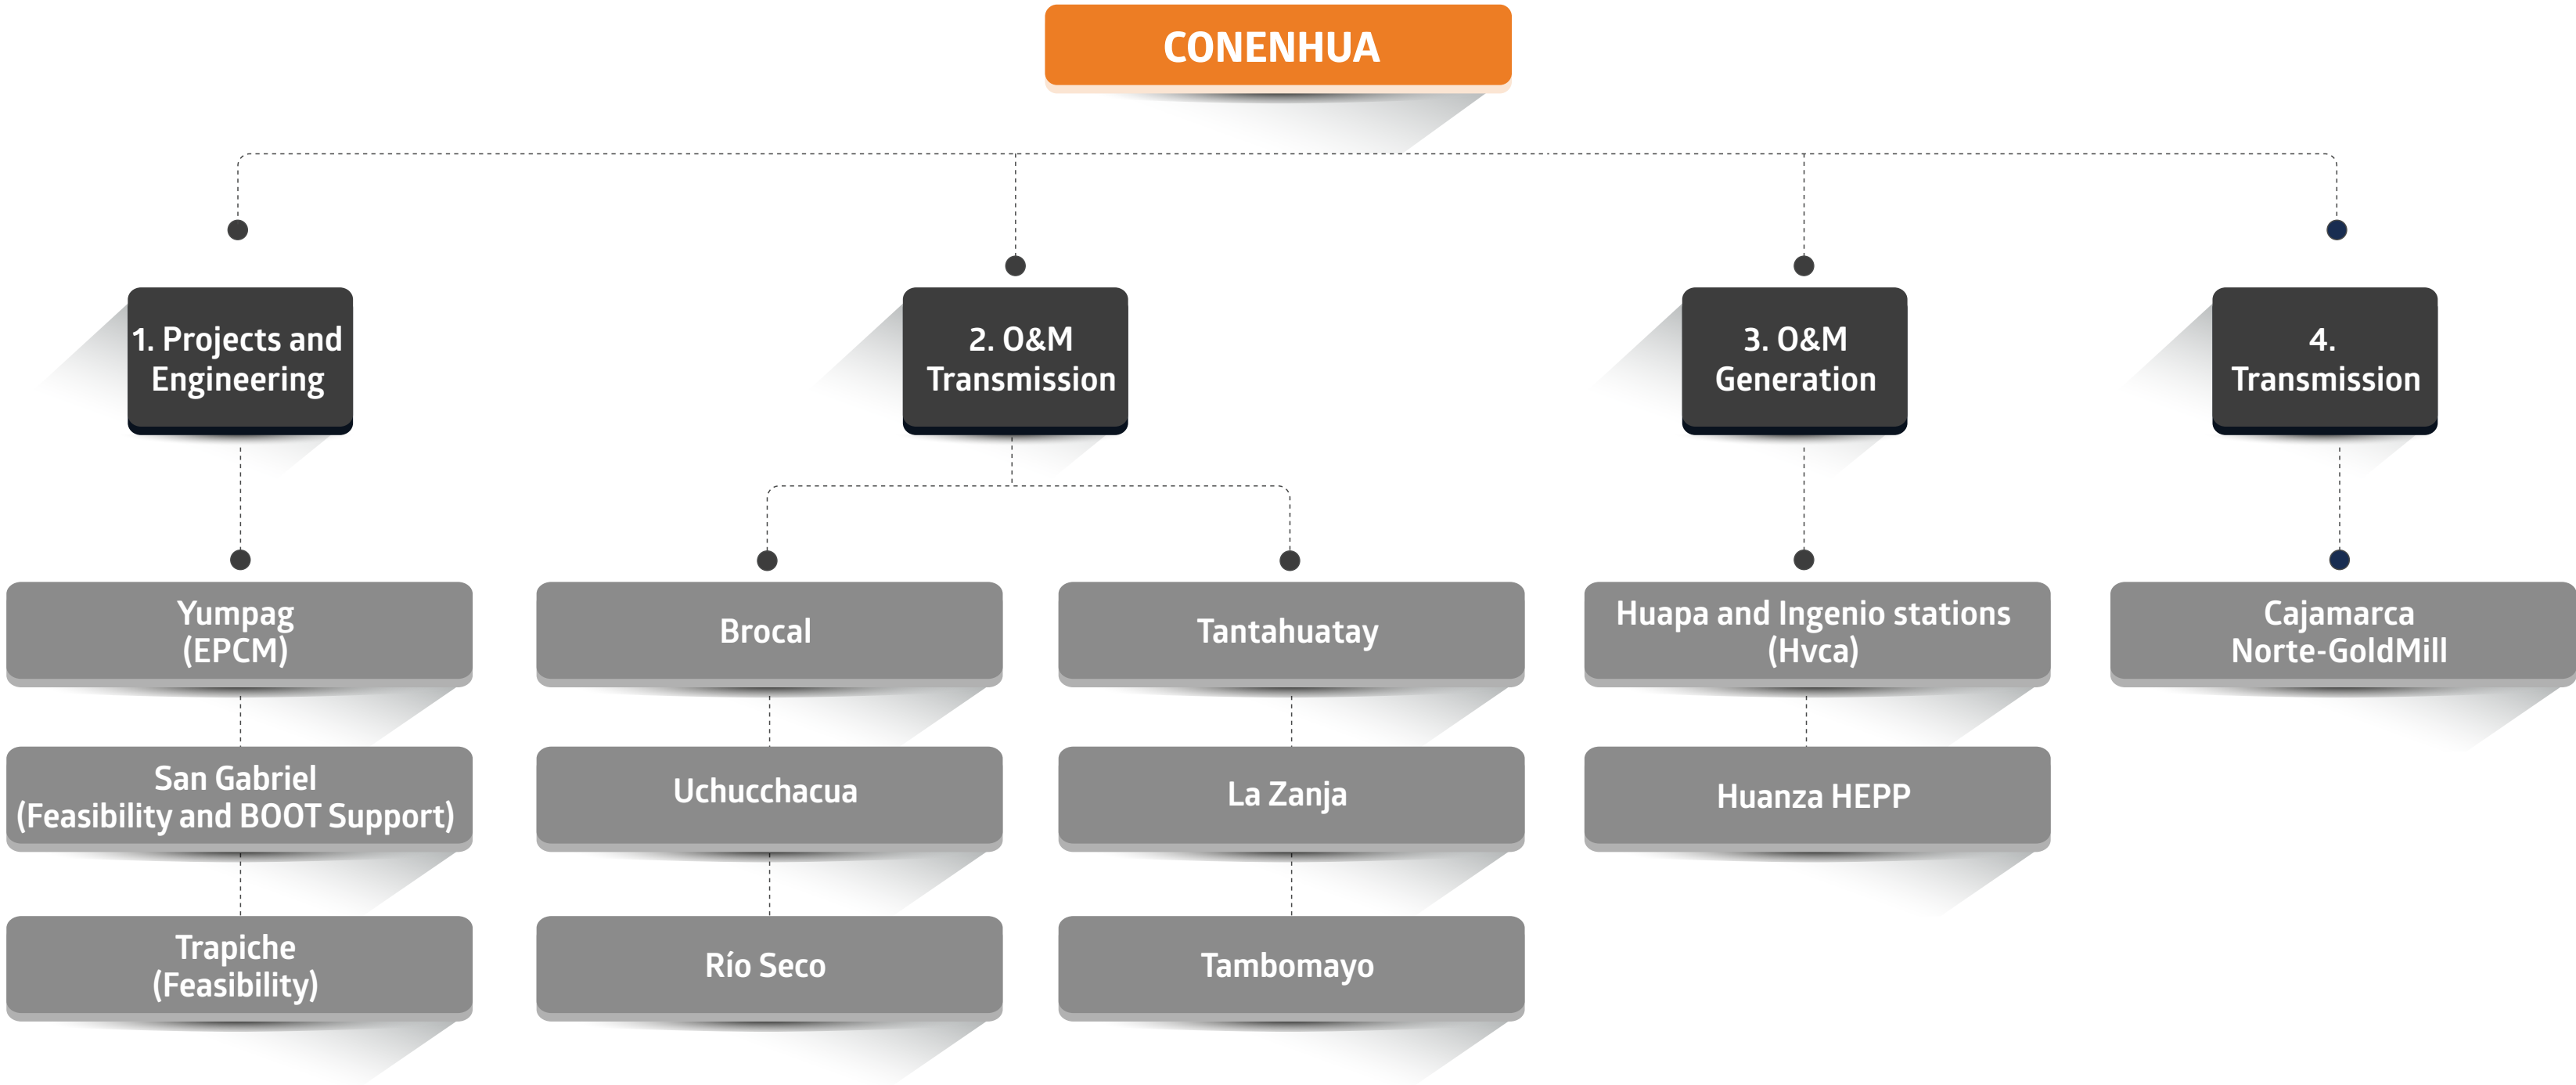 CONENHUA
1. Projects and
Engineering
2. O&M
Transmission
3. O&M
Generation
4.
Transmission
Yumpag
(EPCM)
San Gabriel
(Feasibility and BOOT Support)
Trapiche
(Feasibility)
Brocal
Uchucchacua
Río Seco
Tantahuatay
La Zanja
Tambomayo
Huapa and Ingenio stations
(Hvca)
Huanza HEPP
Cajamarca
Norte-GoldMill